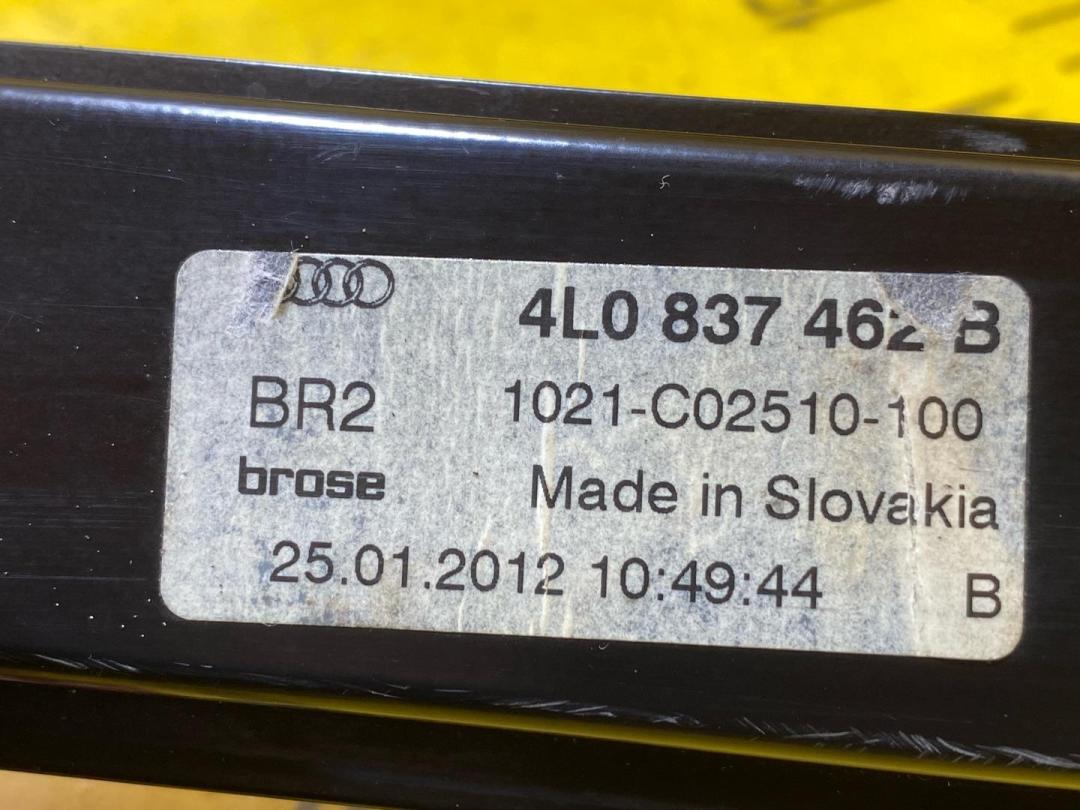 4L0 837 462 B
BR2 1021-C02510-100
brose Made in Slovakia
25.01.2012 10:49:44 B